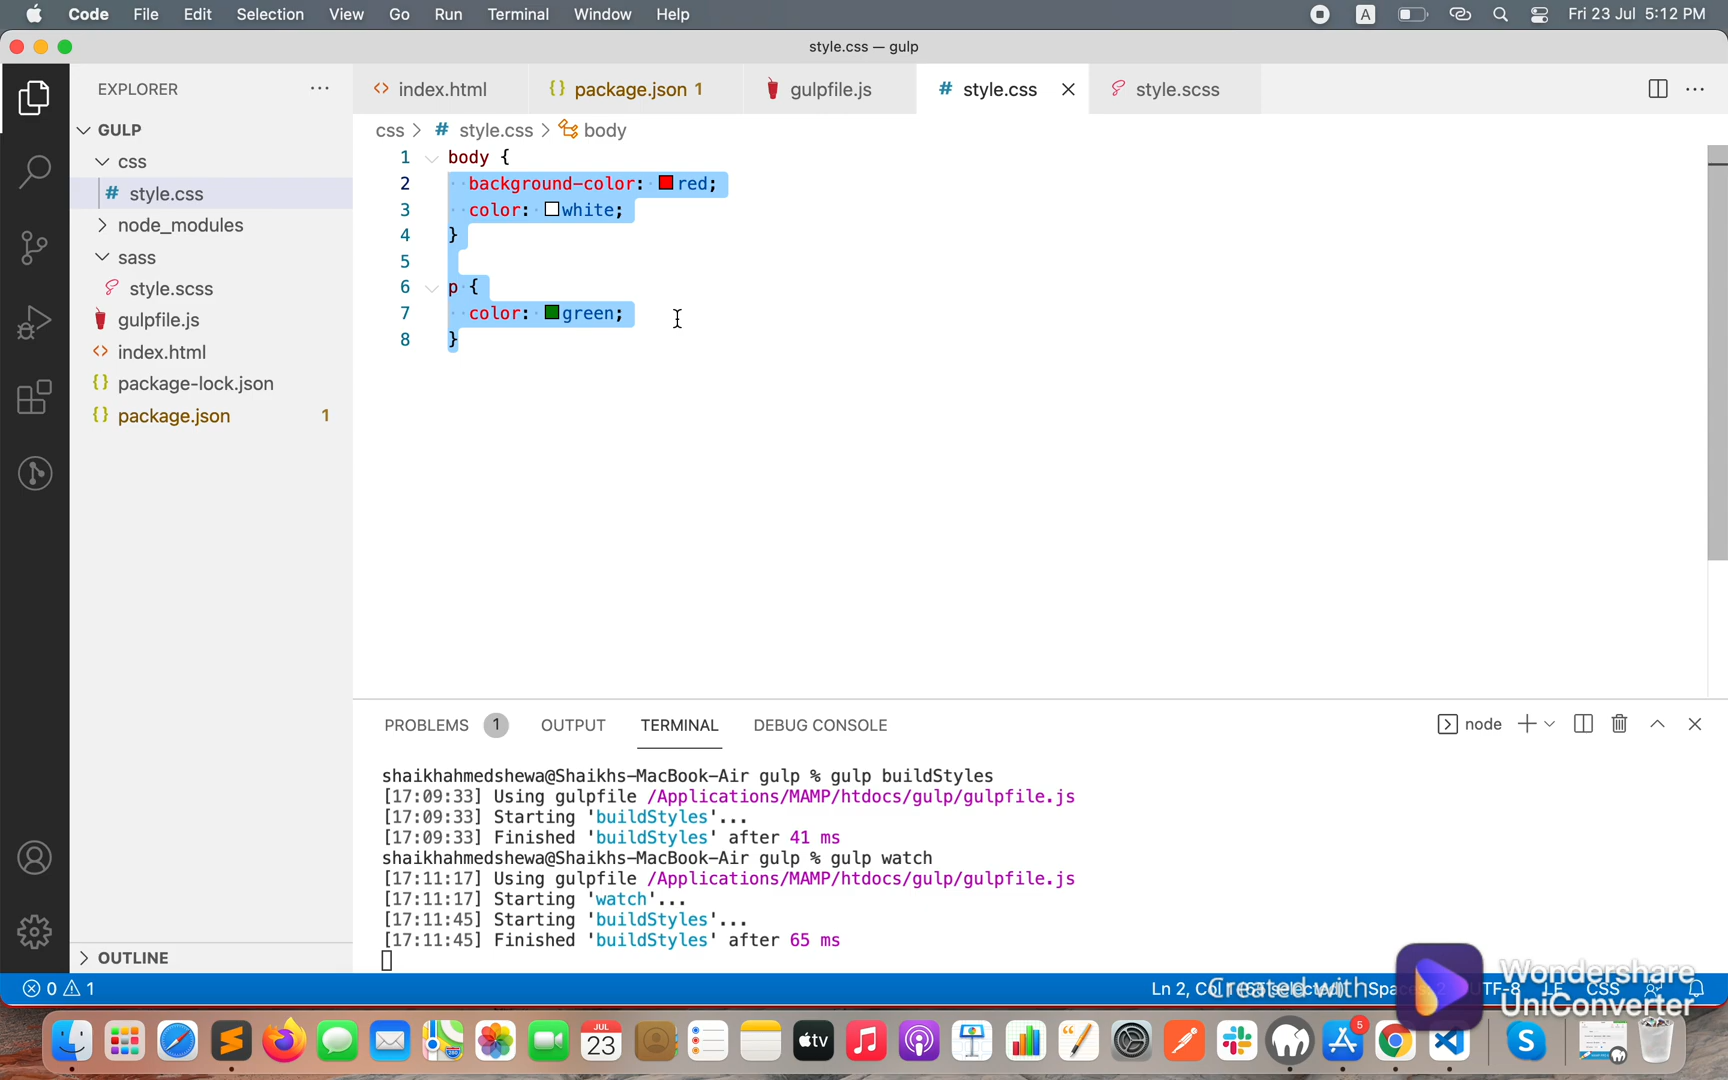 Code File Edit Selection View Go Run Terminal Window Help
A
Fri 23 Jul 5:12 PM
style.css — gulp
EXPLORER
index.html
{} package.json 1
gulpfile.js
# style.css
style.scss
GULP
css > # style.css > body
css
# style.css
node_modules
sass
style.scss
gulpfile.js
<> index.html
{} package-lock.json
{} package.json 1
1 body {
2 background-color: red;
3 color: white;
4 }
5
6 p {
7 color: green;
8 }
PROBLEMS 1 OUTPUT TERMINAL DEBUG CONSOLE
node
shaikhahmedshewa@Shaikhs-MacBook-Air gulp % gulp buildStyles
[17:09:33] Using gulpfile /Applications/MAMP/htdocs/gulp/gulpfile.js
[17:09:33] Starting 'buildStyles'...
[17:09:33] Finished 'buildStyles' after 41 ms
shaikhahmedshewa@Shaikhs-MacBook-Air gulp % gulp watch
[17:11:17] Using gulpfile /Applications/MAMP/htdocs/gulp/gulpfile.js
[17:11:17] Starting 'watch'...
[17:11:45] Starting 'buildStyles'...
[17:11:45] Finished 'buildStyles' after 65 ms
OUTLINE
0 1
Ln 2,
UTF-8 LF CSS
Created with
Wondershare
UniConverter
JUL
23
tv
5
S